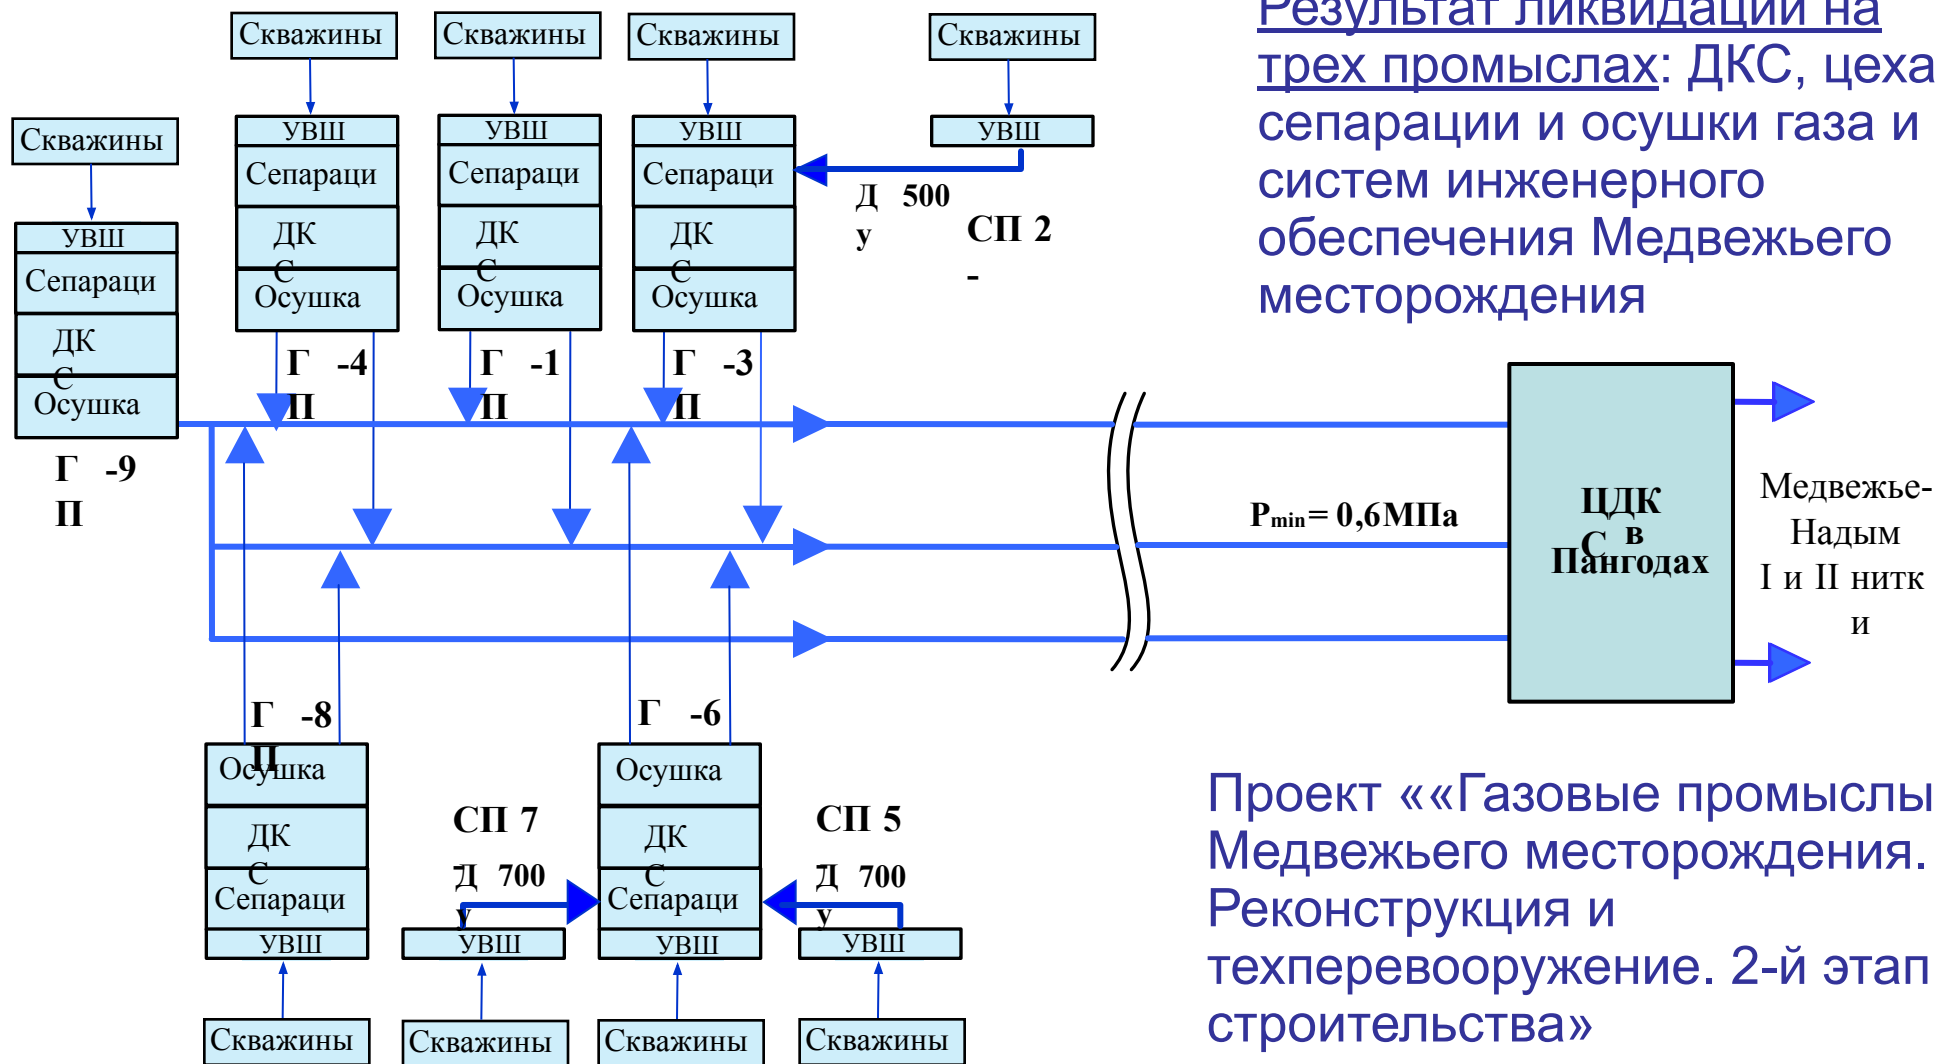 Скважины
Скважины
Скважины
Скважины
Результат ликвидации на
трех промыслах: ДКС, цеха
сепарации и осушки газа и
систем инженерного
обеспечения Медвежьего
месторождения
Скважины
УВШ
Сепараци
ДК
С
Осушка
Г -9
П
УВШ
Сепараци
ДК
С
Осушка
Г -4
П
УВШ
Сепараци
ДК
С
Осушка
Г -1
П
УВШ
Сепараци
ДК
С
Осушка
Г -3
П
УВШ
Д 500
у
СП 2
-
Pmin = 0,6МПа
ЦДК
С в
Пангодах
Медвежье-
Надым
I и II нитк
и
Г -8
П
Осушка
ДК
С
Сепараци
УВШ
Скважины
СП 7
-
Д 700
у
УВШ
Скважины
Г -6
Осушка
ДК
С
Сепараци
УВШ
Скважины
СП 5
-
Д 700
у
УВШ
Скважины
Проект ««Газовые промыслы
Медвежьего месторождения.
Реконструкция и
техперевооружение. 2-й этап
строительства»